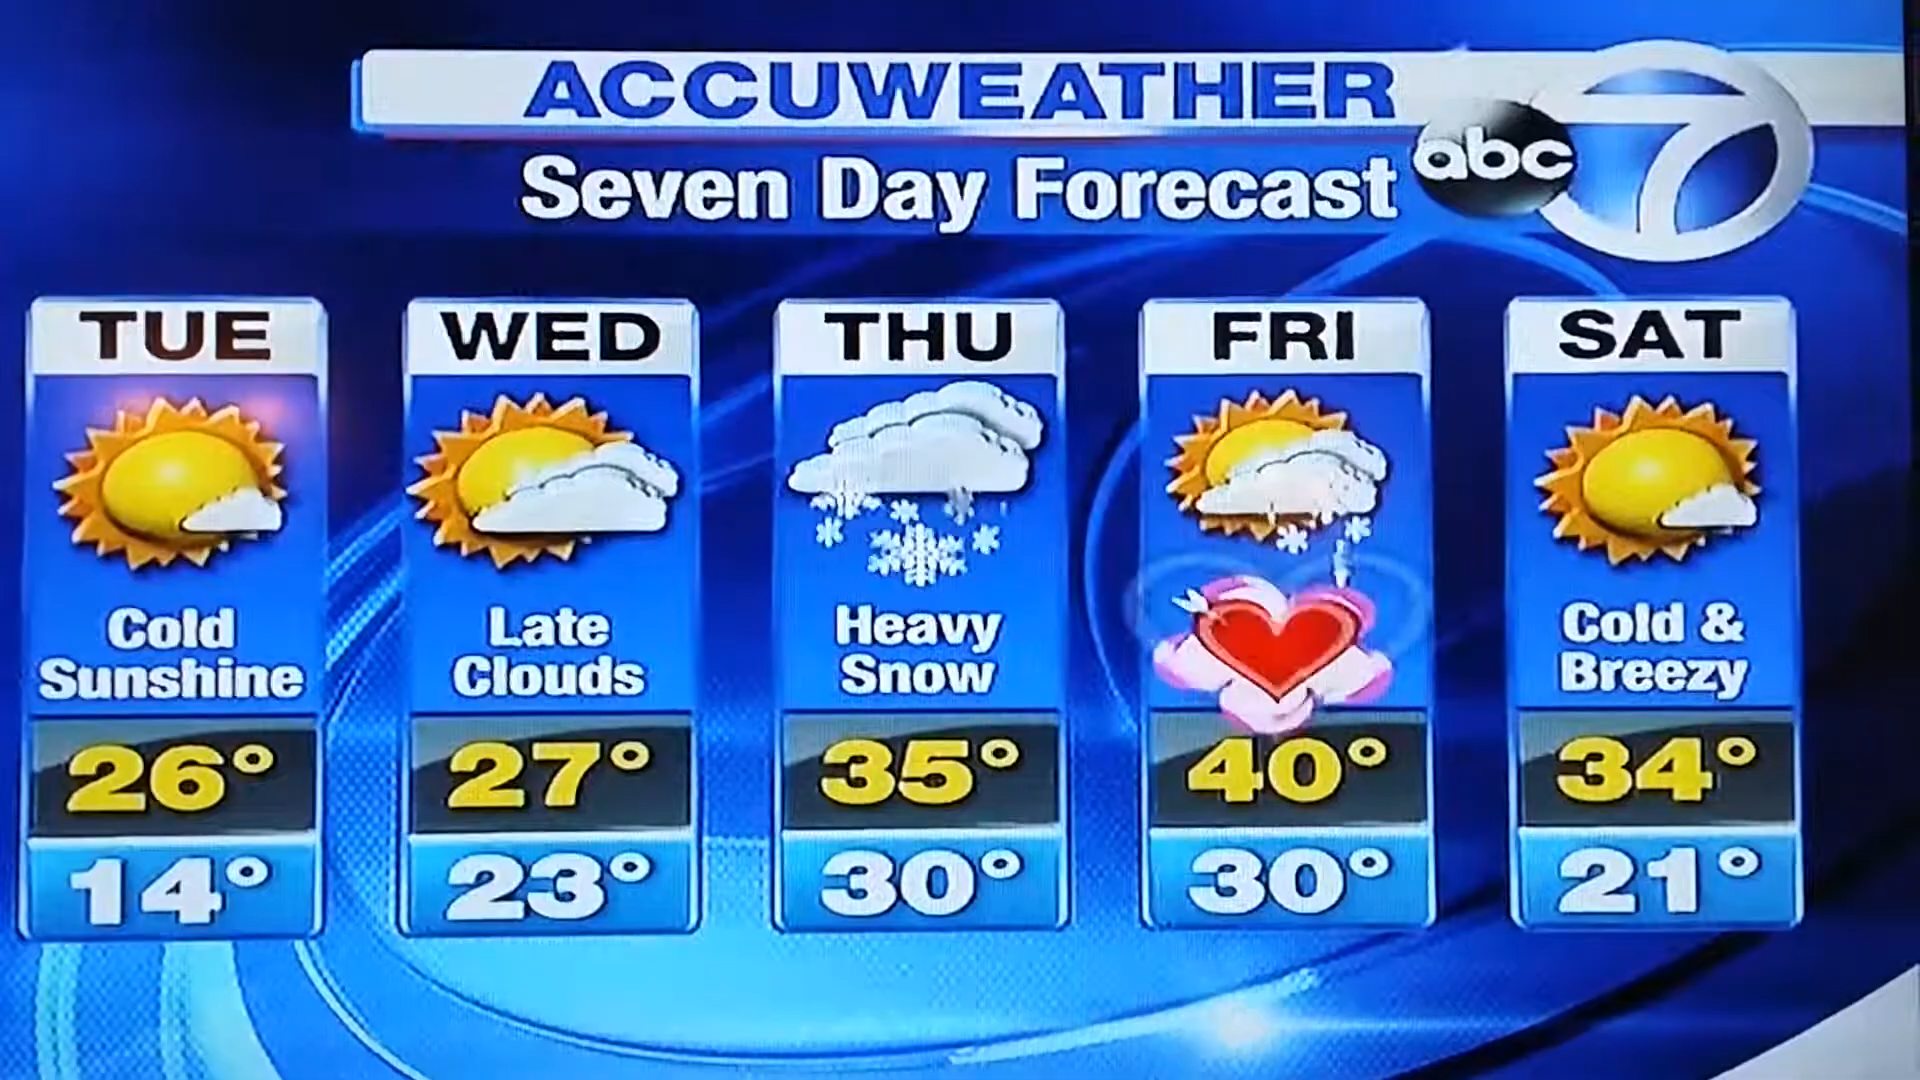 ACCUWEATHER
Seven Day Forecast
abc 7
TUE
Cold
Sunshine
26°
14°
WED
Late
Clouds
27°
23°
THU
Heavy
Snow
35°
30°
FRI
40°
30°
SAT
Cold &
Breezy
34°
21°